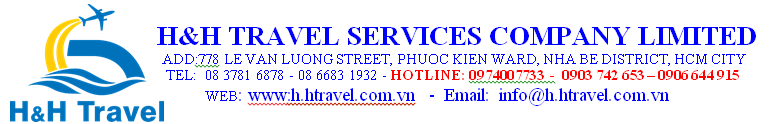 H&H TRAVEL SERVICES COMPANY LIMITED
ADD:778 LE VAN LUONG STREET, PHUOC KIEN WARD, NHA BE DISTRICT, HCM CITY
TEL: 08 3781 6878 - 08 6683 1932 - HOTLINE: 0974007733 - 0903 742 653 – 0906 644 915
WEB: www:h.htravel.com.vn - Email: info@h.htravel.com.vn
H&H Travel